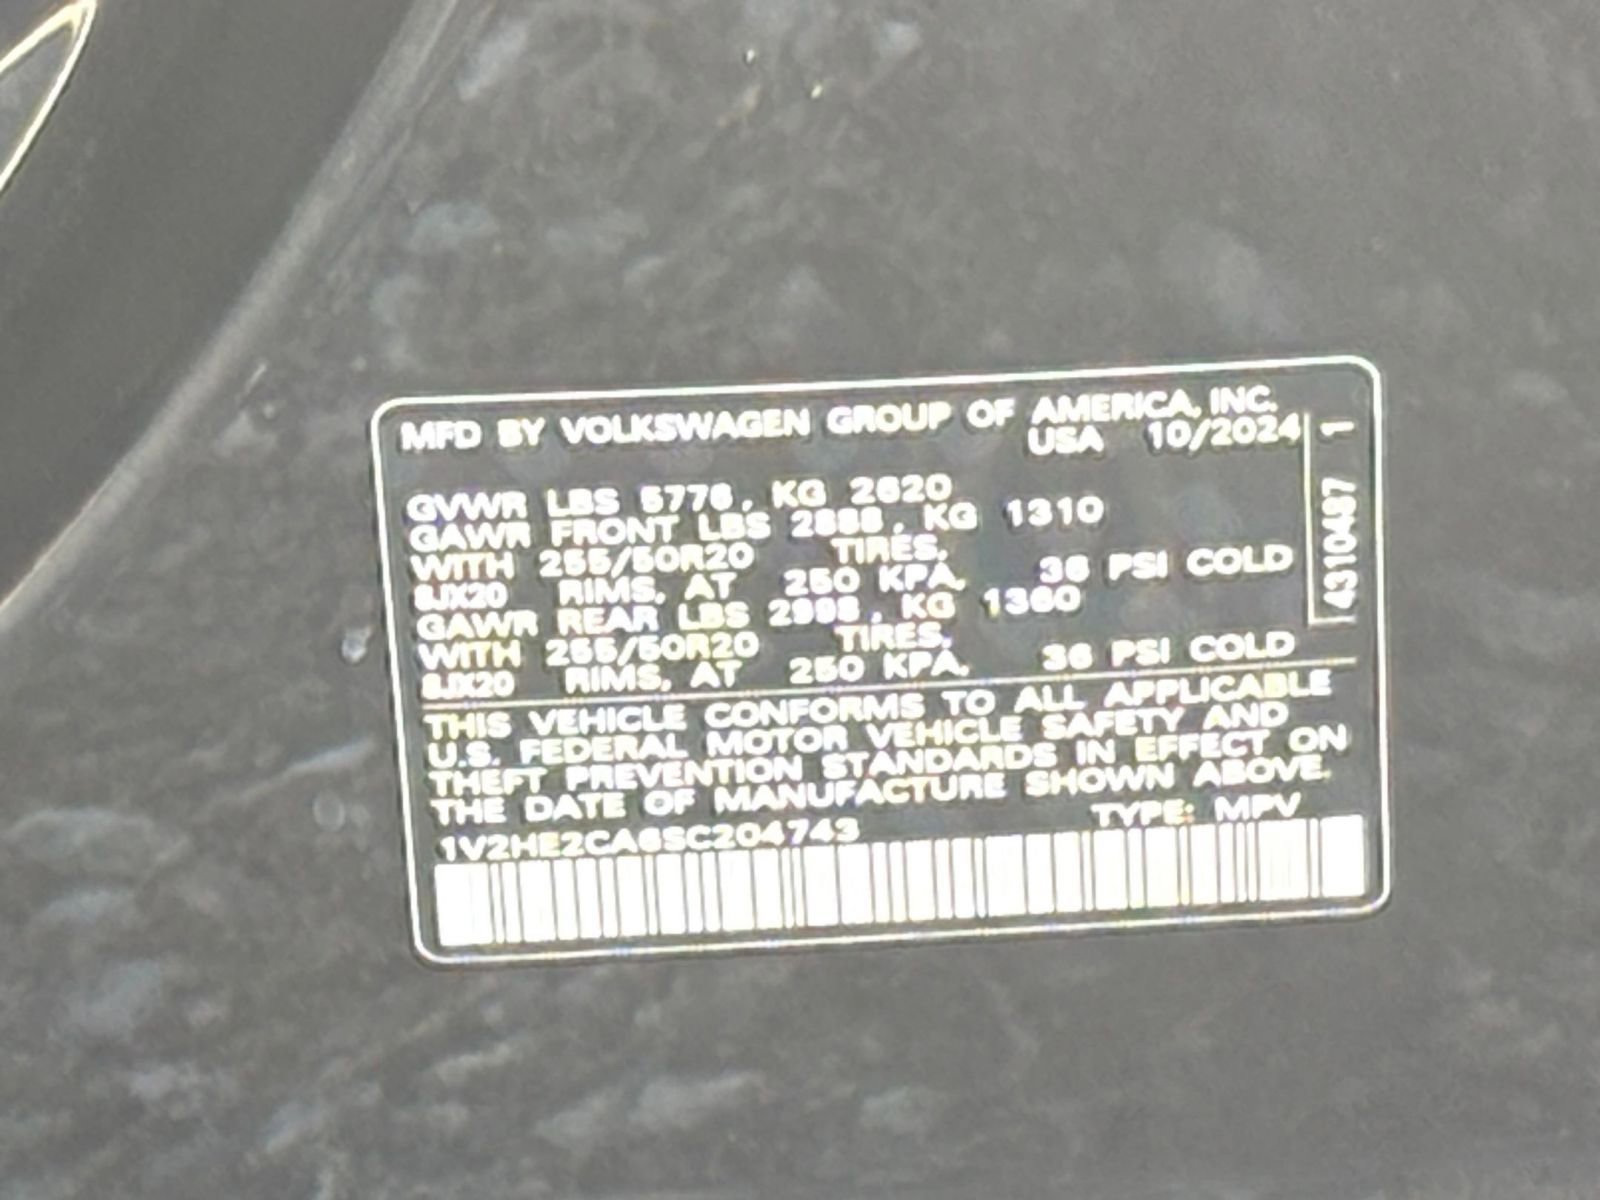 MFD BY VOLKSWAGEN GROUP OF AMERICA, INC.
USA 10/2024
GVWR LBS 5776, KG 2620
GAWR FRONT LBS 2888, KG 1310
WITH 255/50R20 TIRES,
8JX20 RIMS, AT 250 KPA, 36 PSI COLD
GAWR REAR LBS 2998, KG 1360
WITH 255/50R20 TIRES,
8JX20 RIMS, AT 250 KPA, 36 PSI COLD
THIS VEHICLE CONFORMS TO ALL APPLICABLE
U.S. FEDERAL MOTOR VEHICLE SAFETY AND
THEFT PREVENTION STANDARDS IN EFFECT ON
THE DATE OF MANUFACTURE SHOWN ABOVE.
1V2HE2CA6SC204743 TYPE: MPV
4310487 1